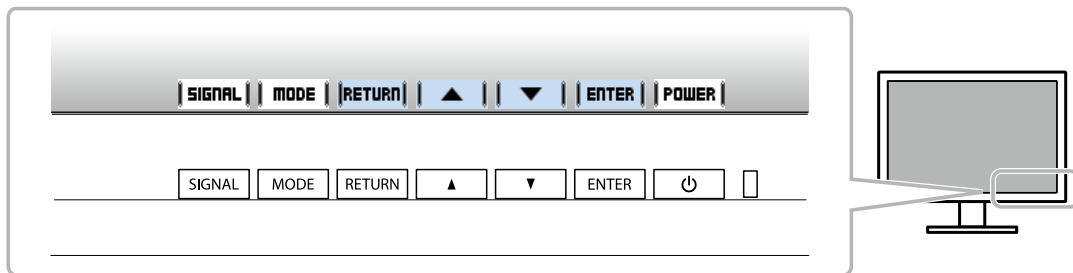 SIGNAL MODE RETURN ▲ ▼ ENTER POWER
SIGNAL MODE RETURN ▲ ▼ ENTER ⏻